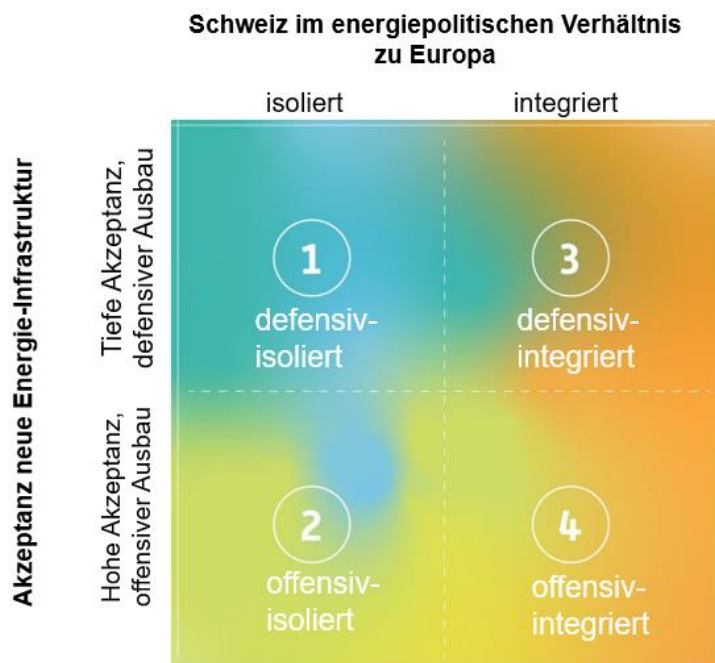 Schweiz im energiepolitischen Verhältnis
zu Europa
isoliert
integriert
Akzeptanz neue Energie-Infrastruktur
Tiefe Akzeptanz,
defensiver Ausbau
1
defensiv-
isoliert
3
defensiv-
integriert
Hohe Akzeptanz,
offensiver Ausbau
2
offensiv-
isoliert
4
offensiv-
integriert